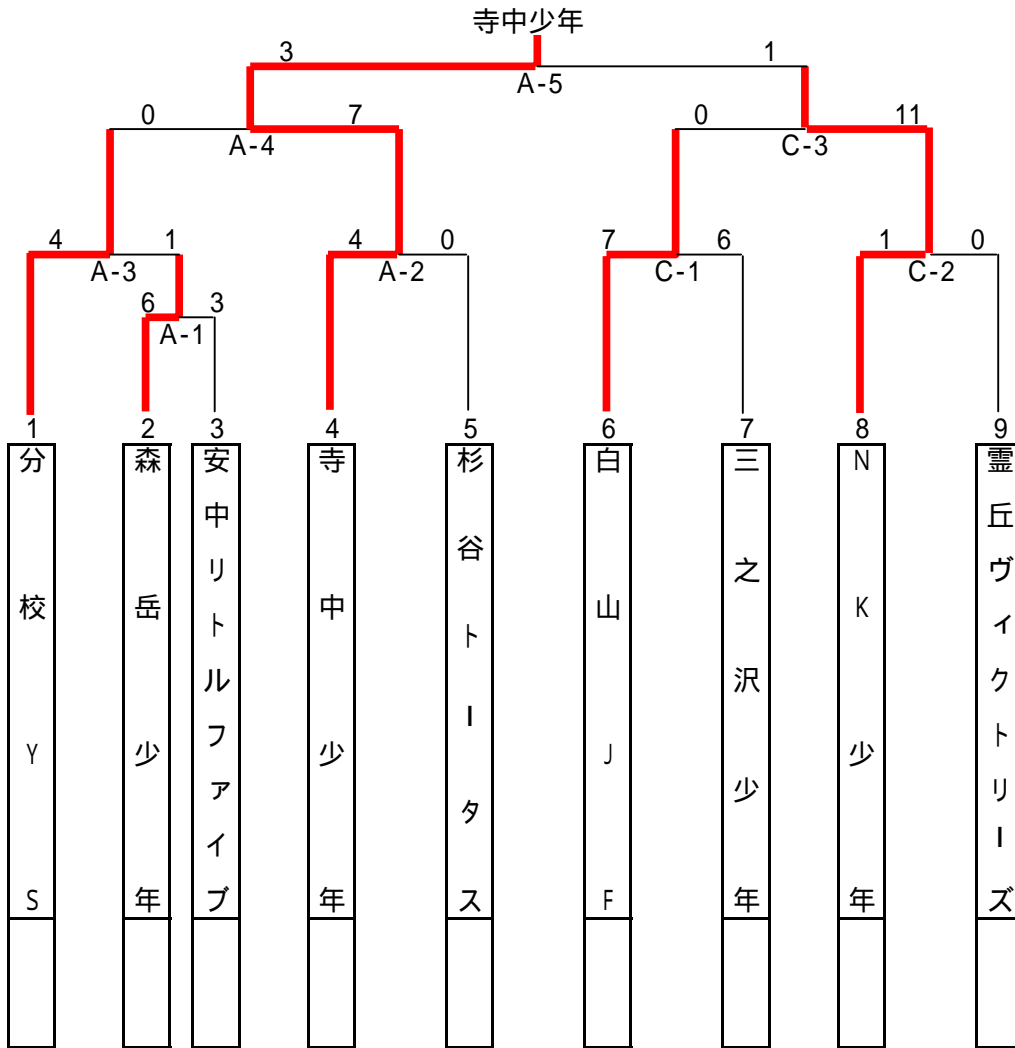 寺中少年
3 1
A-5
0 7 0 11
A-4 C-3
4 1 4 0 7 6 1 0
A-3 A-2 C-1 C-2
6 3
A-1
1 2 3 4 5 6 7 8 9
分校YS
森岳少年
安中リトルファイブ
寺中少年
杉谷トータス
白山JF
三之沢少年
NK少年
霊丘ヴィクトリーズ